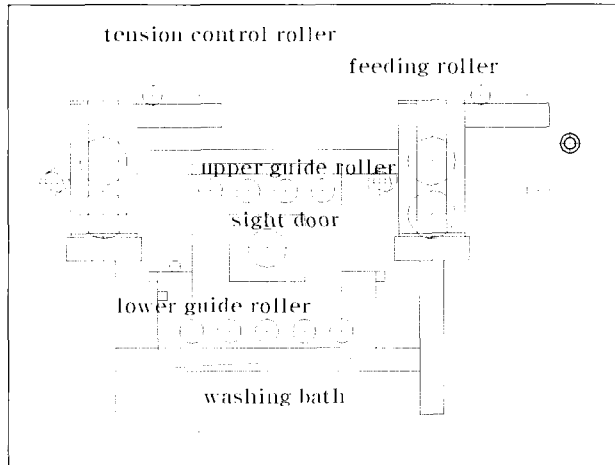 tension control roller
feeding roller
upper guide roller
sight door
lower guide roller
washing bath